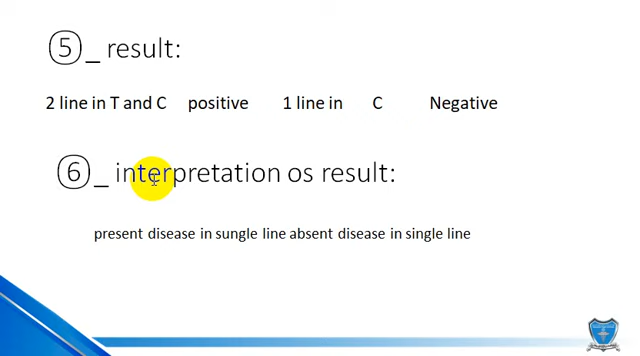 ⑤_ result:
2 line in T and C positive 1 line in C Negative
⑥_ interpretation os result:
present disease in sungle line absent disease in single line